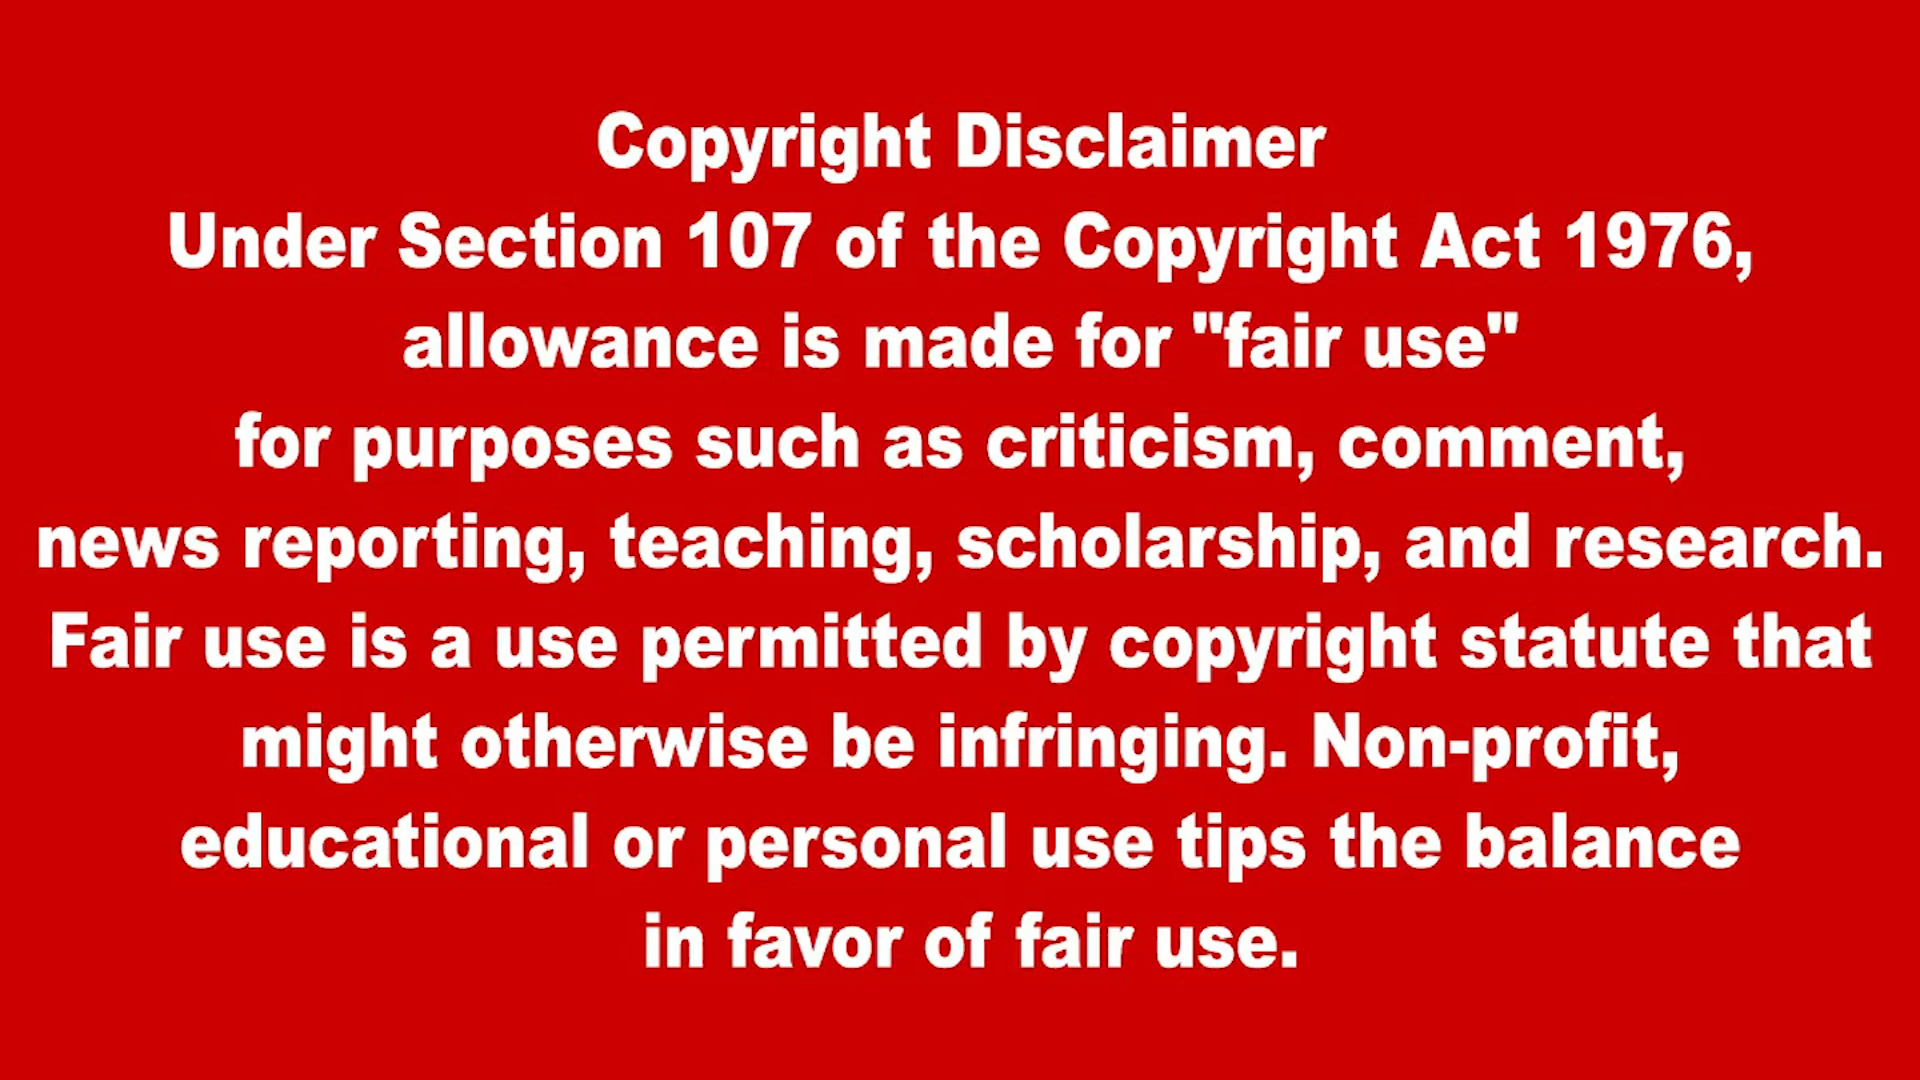 Copyright Disclaimer
Under Section 107 of the Copyright Act 1976,
allowance is made for "fair use"
for purposes such as criticism, comment,
news reporting, teaching, scholarship, and research.
Fair use is a use permitted by copyright statute that
might otherwise be infringing. Non-profit,
educational or personal use tips the balance
in favor of fair use.